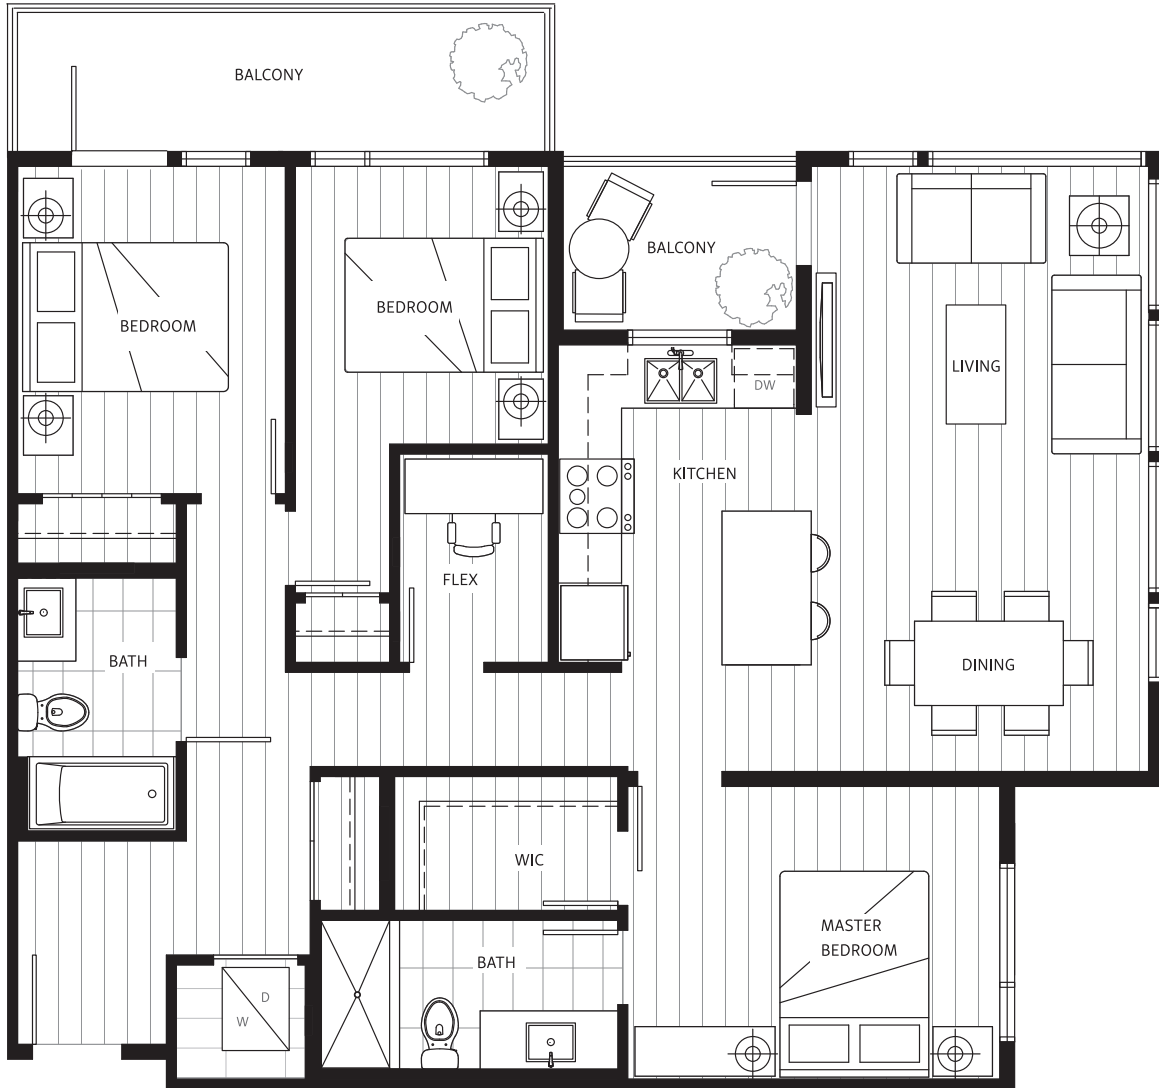 BALCONY
BEDROOM
BEDROOM
BALCONY
LIVING
DW
KITCHEN
FLEX
BATH
DINING
WIC
MASTER
BEDROOM
BATH
D
W